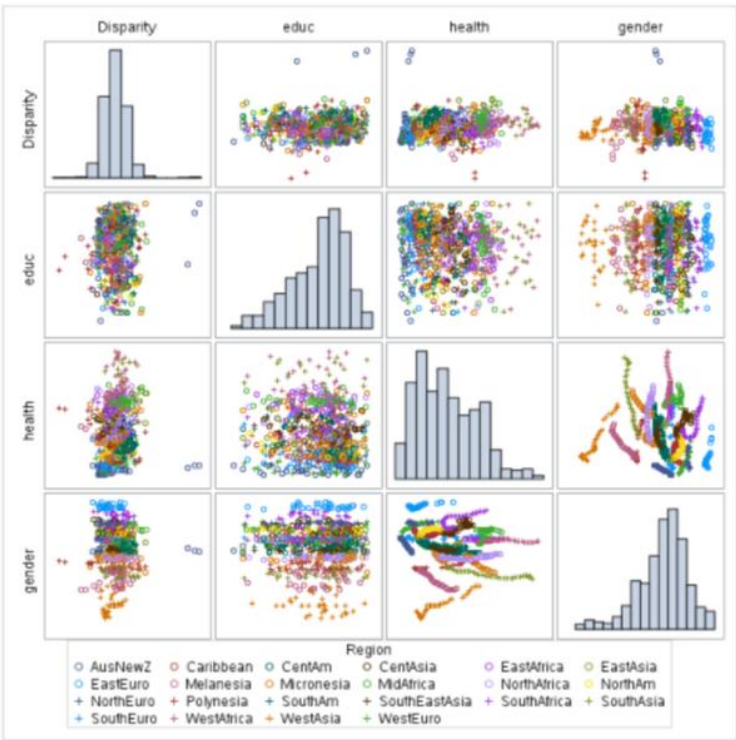 Disparity educ health gender
Disparity
educ
health
gender
Region
AusNewZ Caribbean CentAm CentAsia EastAfrica EastAsia
EastEuro Melanesia Micronesia MidAfrica NorthAfrica NorthAm
NorthEuro Polynesia SouthAm SouthEastAsia SouthAfrica SouthAsia
SouthEuro WestAfrica WestAsia WestEuro